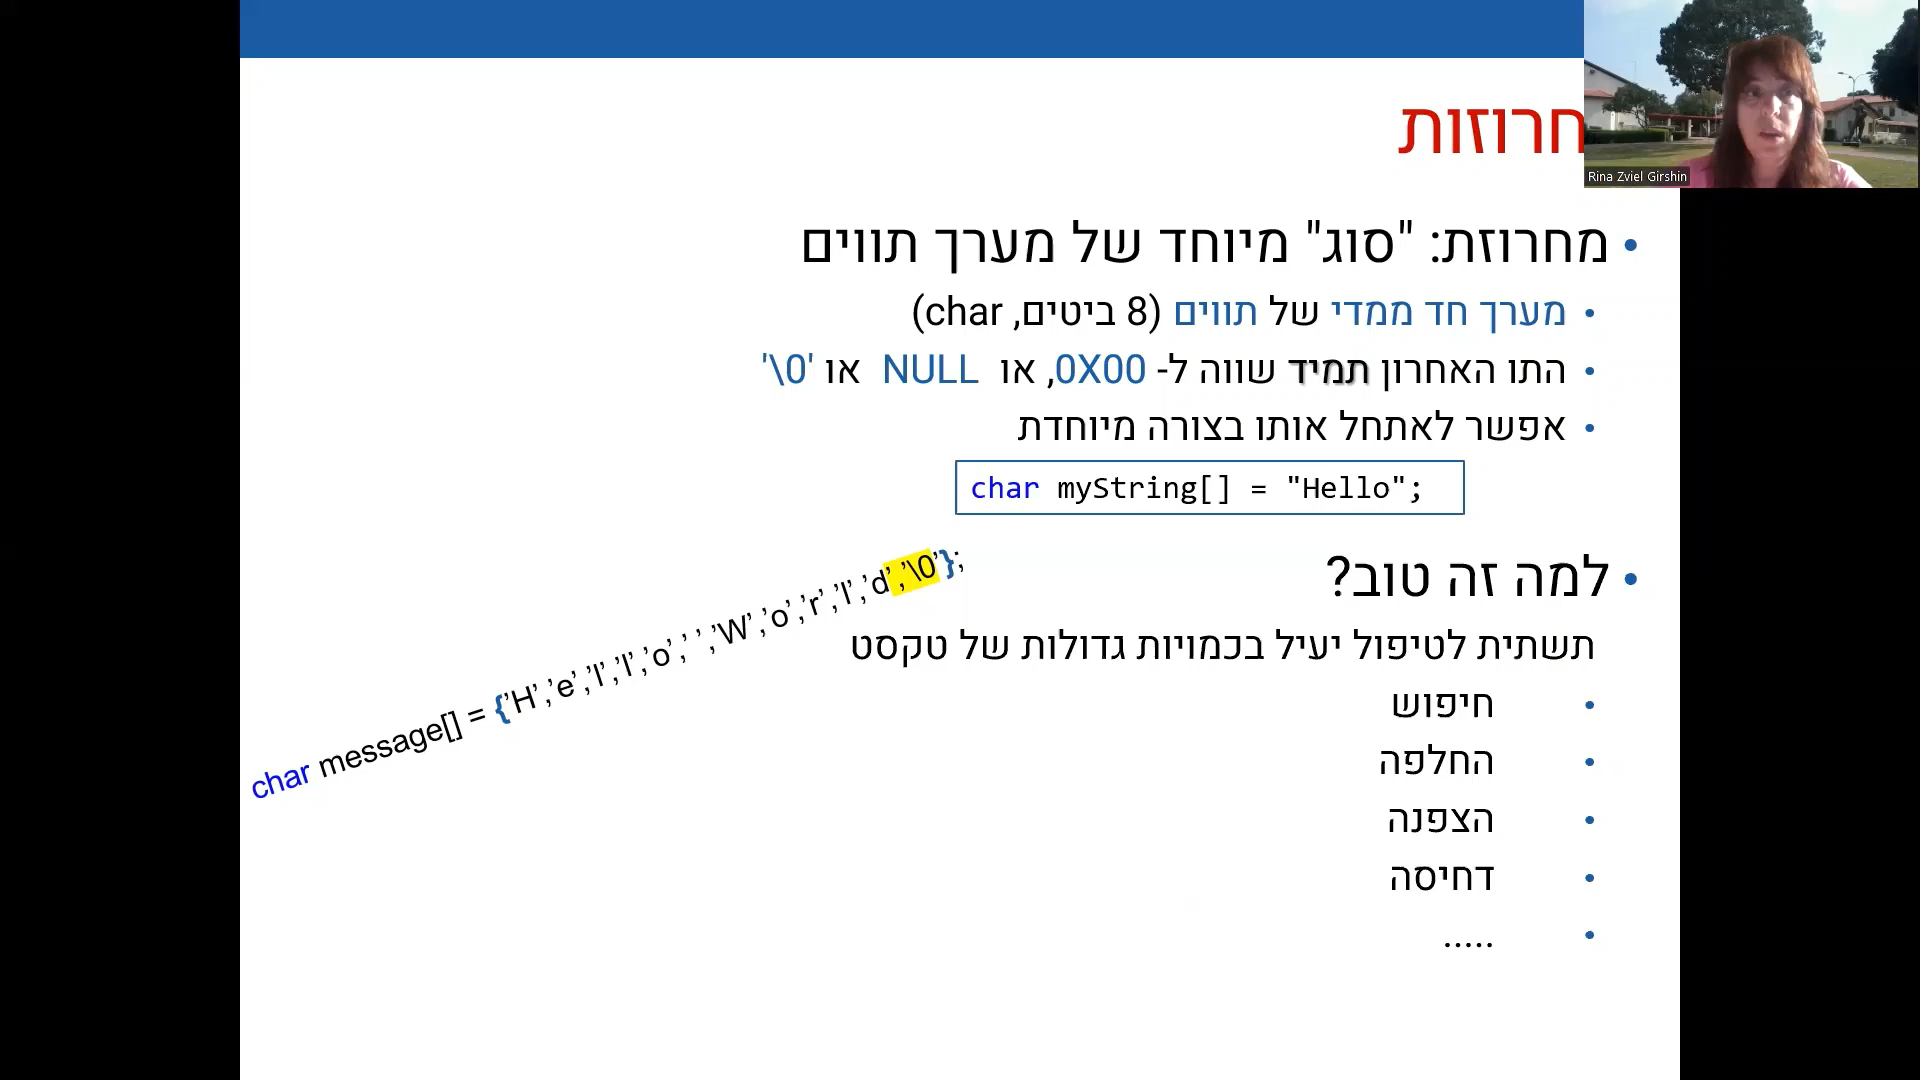 חרוזות
Rina Zviel Girshin
• מחרוזת: "סוג" מיוחד של מערך תווים
• מערך חד ממדי של תווים (8 ביטים, char)
• התו האחרון תמיד שווה ל- 0X00, או NULL או '\0'
• אפשר לאתחל אותו בצורה מיוחדת
char myString[] = "Hello";
char message[] = {’H’,’e’,’l’,’l’,’o’,’ ’,’W’,’o’,’r’,’l’,’d’,’\0’};
• למה זה טוב?
תשתית לטיפול יעיל בכמויות גדולות של טקסט
• חיפוש
• החלפה
• הצפנה
• דחיסה
• .....